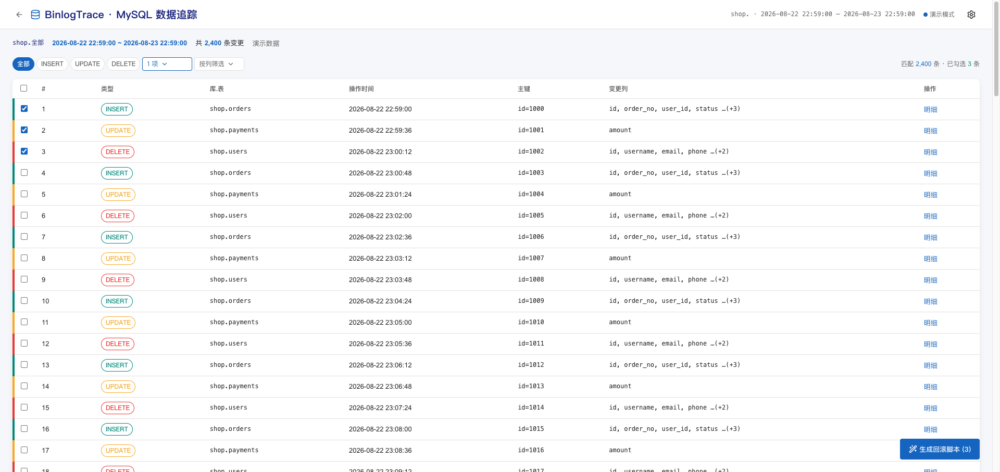 BinlogTrace · MySQL 数据追踪
shop. · 2026-08-22 22:59:00 — 2026-08-23 22:59:00 演示模式
shop.全部 2026-08-22 22:59:00 ~ 2026-08-23 22:59:00 共 2,400 条变更 演示数据
全部 INSERT UPDATE DELETE 1 项 按列筛选 匹配 2,400 条 · 已勾选 3 条
# 类型 库.表 操作时间 主键 变更列 操作
1 INSERT shop.orders 2026-08-22 22:59:00 id=1000 id, order_no, user_id, status …(+3) 明细
2 UPDATE shop.payments 2026-08-22 22:59:36 id=1001 amount 明细
3 DELETE shop.users 2026-08-22 23:00:12 id=1002 id, username, email, phone …(+2) 明细
4 INSERT shop.orders 2026-08-22 23:00:48 id=1003 id, order_no, user_id, status …(+3) 明细
5 UPDATE shop.payments 2026-08-22 23:01:24 id=1004 amount 明细
6 DELETE shop.users 2026-08-22 23:02:00 id=1005 id, username, email, phone …(+2) 明细
7 INSERT shop.orders 2026-08-22 23:02:36 id=1006 id, order_no, user_id, status …(+3) 明细
8 UPDATE shop.payments 2026-08-22 23:03:12 id=1007 amount 明细
9 DELETE shop.users 2026-08-22 23:03:48 id=1008 id, username, email, phone …(+2) 明细
10 INSERT shop.orders 2026-08-22 23:04:24 id=1009 id, order_no, user_id, status …(+3) 明细
11 UPDATE shop.payments 2026-08-22 23:05:00 id=1010 amount 明细
12 DELETE shop.users 2026-08-22 23:05:36 id=1011 id, username, email, phone …(+2) 明细
13 INSERT shop.orders 2026-08-22 23:06:12 id=1012 id, order_no, user_id, status …(+3) 明细
14 UPDATE shop.payments 2026-08-22 23:06:48 id=1013 amount 明细
15 DELETE shop.users 2026-08-22 23:07:24 id=1014 id, username, email, phone …(+2) 明细
16 INSERT shop.orders 2026-08-22 23:08:00 id=1015 id, order_no, user_id, status …(+3) 明细
17 UPDATE shop.payments 2026-08-22 23:08:36 id=1016 amount
生成回滚脚本 (3)
18 DELETE shop.users 2026-08-22 23:09:12 id=1017 id, username, email, phone …(+2) 明细